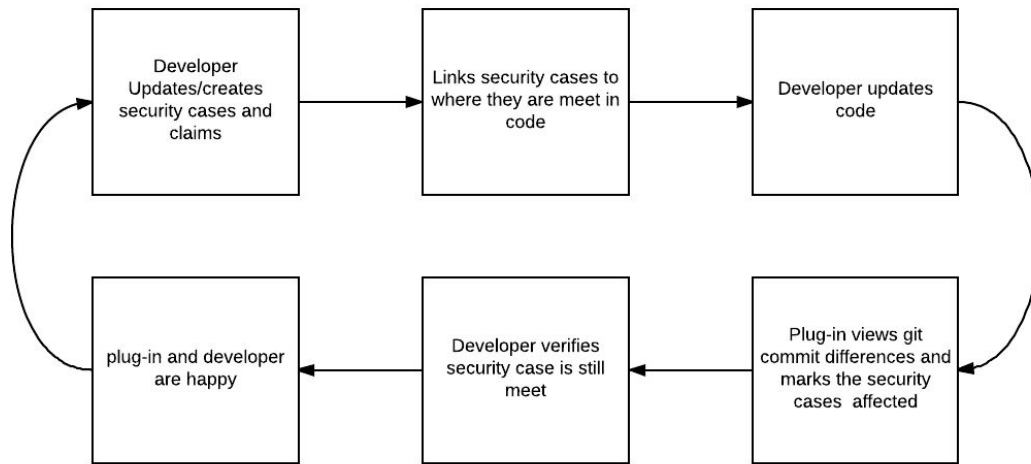 Developer
Updates/creates
security cases and
claims
Links security cases to
where they are meet in
code
Developer updates
code
plug-in and developer
are happy
Developer verifies
security case is still
meet
Plug-in views git
commit differences and
marks the security
cases affected